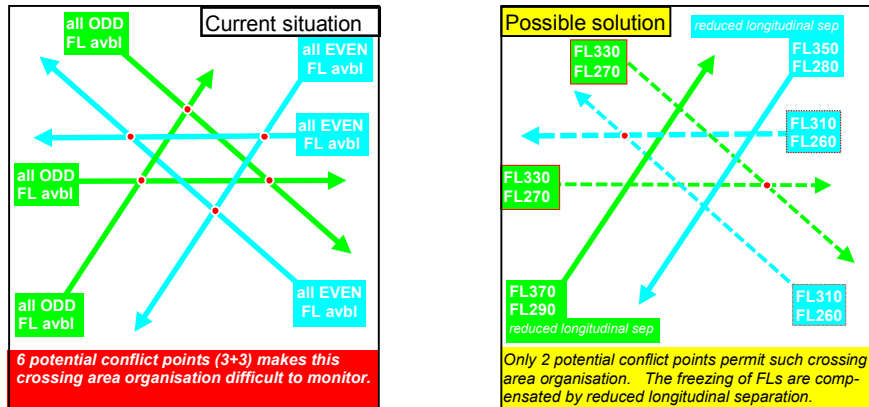 all ODD
FL avbl
Current situation
all EVEN
FL avbl
all EVEN
FL avbl
all ODD
FL avbl
all ODD
FL avbl
all EVEN
FL avbl
6 potential conflict points (3+3) makes this
crossing area organisation difficult to monitor.
Possible solution
reduced longitudinal sep
FL330
FL270
FL350
FL280
FL310
FL260
FL330
FL270
FL370
FL290
reduced longitudinal sep
FL310
FL260
Only 2 potential conflict points permit such crossing
area organisation. The freezing of FLs are comp-
ensated by reduced longitudinal separation.